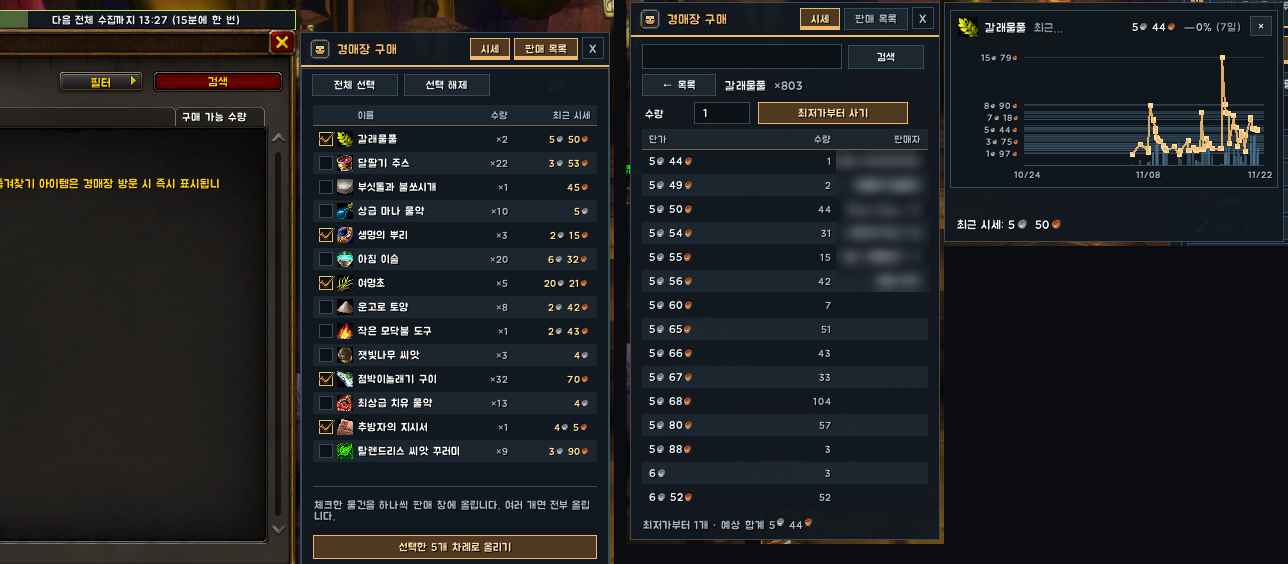 다음 전체 수집까지 13:27 (15분에 한 번)
필터
검색
구매 가능 수량
즐겨찾기 아이템은 경매장 방문 시 즉시 표시됩니
경매장 구매
시세
판매 목록
X
전체 선택
선택 해제
이름 수량 최근 시세
갈래물풀 ×2 5 50
달딸기 주스 ×22 3 53
부싯돌과 불쏘시개 ×1 45
상급 마나 물약 ×10 5
생명의 뿌리 ×3 2 15
아침 이슬 ×20 6 32
여명초 ×5 20 21
운고로 토양 ×8 2 42
작은 모닥불 도구 ×1 2 43
잿빛나무 씨앗 ×3 4
점박이놀래기 구이 ×32 70
최상급 치유 물약 ×13 4
추방자의 지시서 ×1 4 5
탈렌드리스 씨앗 꾸러미 ×9 3 90
체크한 물건을 하나씩 판매 창에 올립니다. 여러 개면 전부 올립
니다.
선택한 5개 차례로 올리기
경매장 구매
시세
판매 목록
X
검색
← 목록
갈래물풀 ×803
수량 1
최저가부터 사기
단가 수량 판매자
5 44 1
5 49 2
5 50 44
5 54 31
5 55 15
5 56 42
5 60 7
5 65 51
5 66 43
5 67 33
5 68 104
5 80 57
5 88 3
6 3
6 52 52
최저가부터 1개 · 예상 합계 5 44
갈래물풀 최근... 5 44 —0% (7일) ×
15 79
8 90
7 18
5 44
3 75
1 97
10/24 11/08 11/22
최근 시세: 5 50